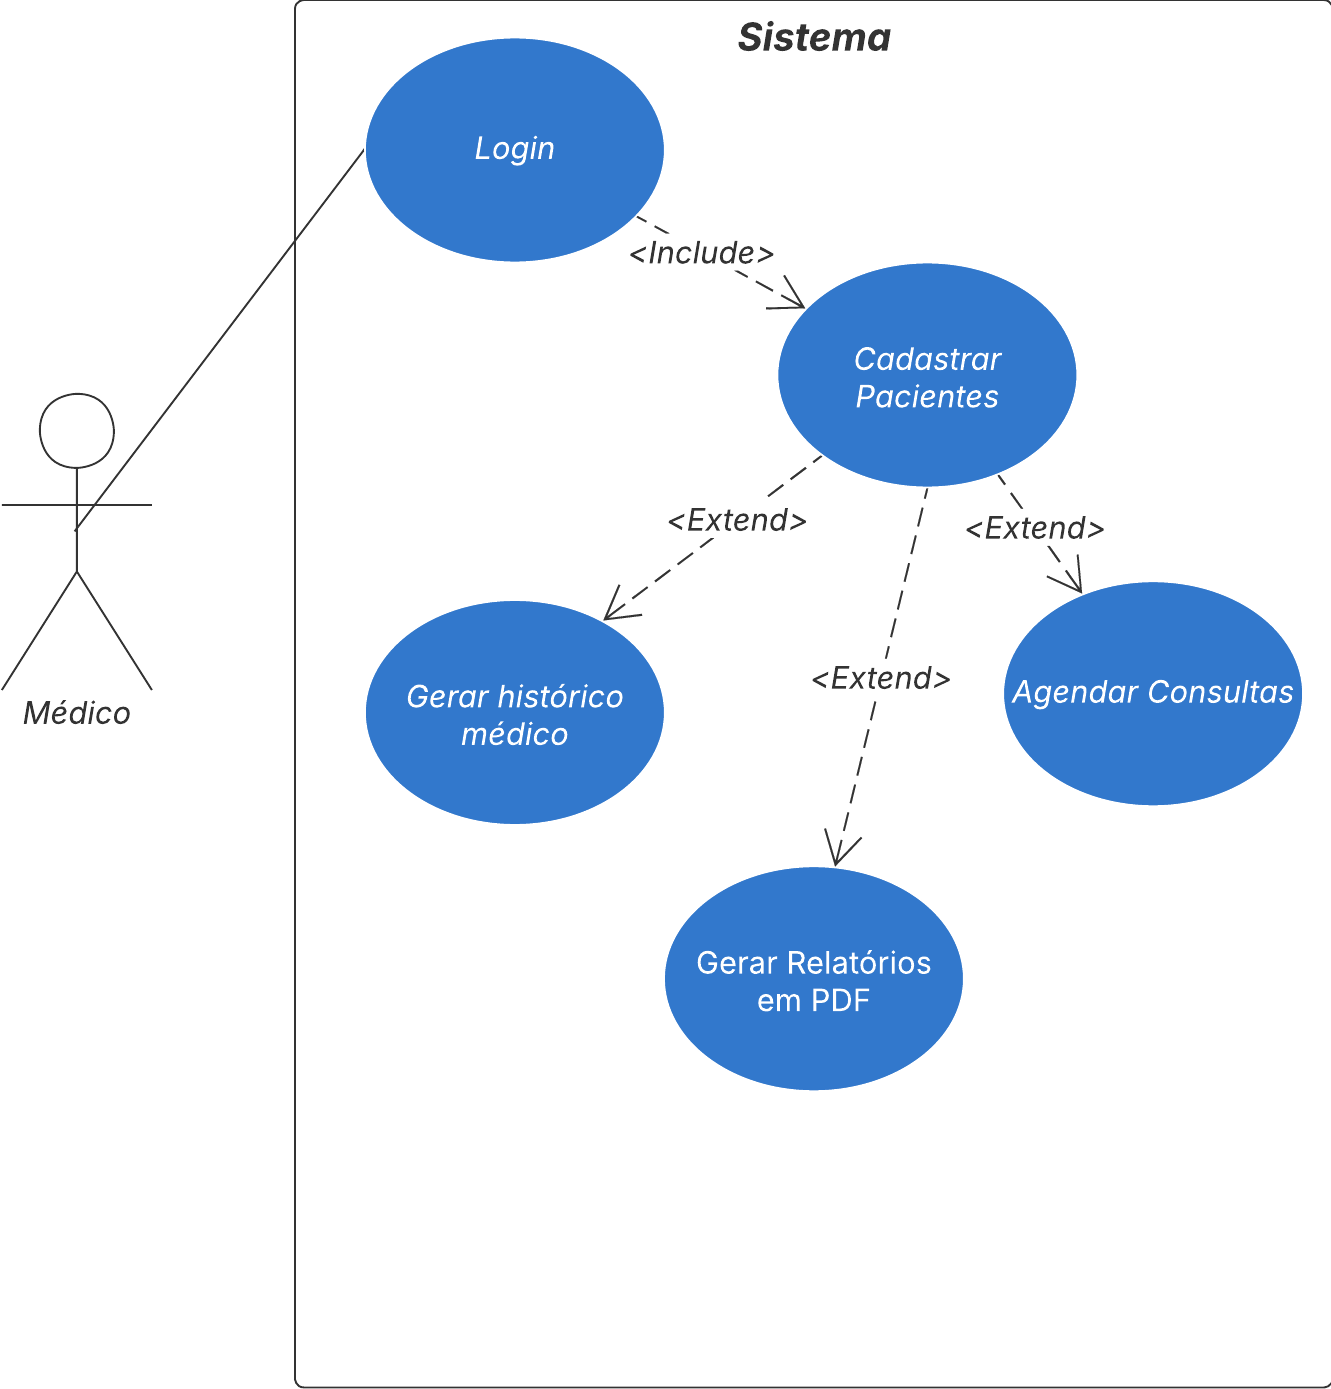 Sistema
Login
<Include>
Cadastrar
Pacientes
<Extend>
<Extend>
<Extend>
Gerar histórico
médico
Agendar Consultas
Médico
Gerar Relatórios
em PDF